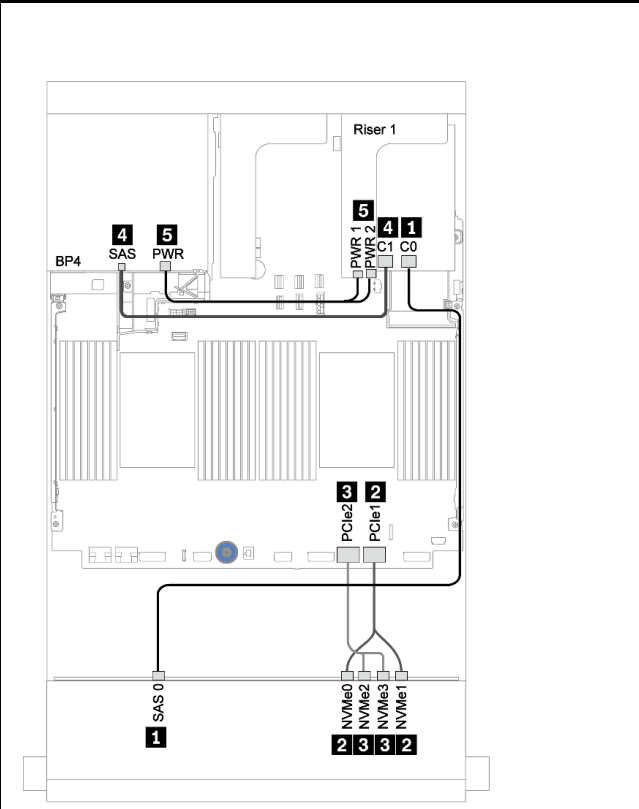 Riser 1
5
4
1
4
5
PWR 1
PWR 2
C1
C0
SAS
PWR
BP4
3
2
PCIe2
PCIe1
SAS 0
NVMe0
NVMe2
NVMe3
NVMe1
1
2
3
3
2